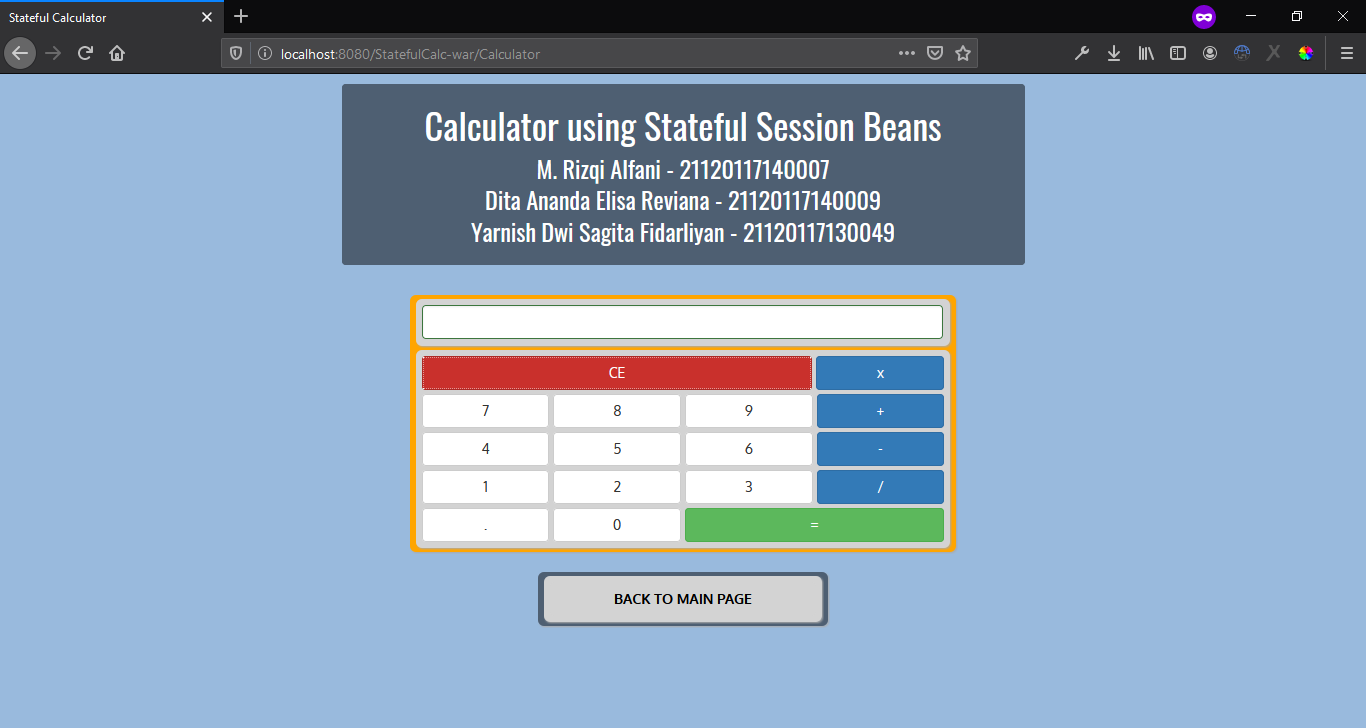 Stateful Calculator
localhost:8080/StatefulCalc-war/Calculator
Calculator using Stateful Session Beans
M. Rizqi Alfani - 21120117140007
Dita Ananda Elisa Reviana - 21120117140009
Yarnish Dwi Sagita Fidarliyan - 21120117130049
CE x
7 8 9 +
4 5 6 -
1 2 3 /
. 0 =
BACK TO MAIN PAGE